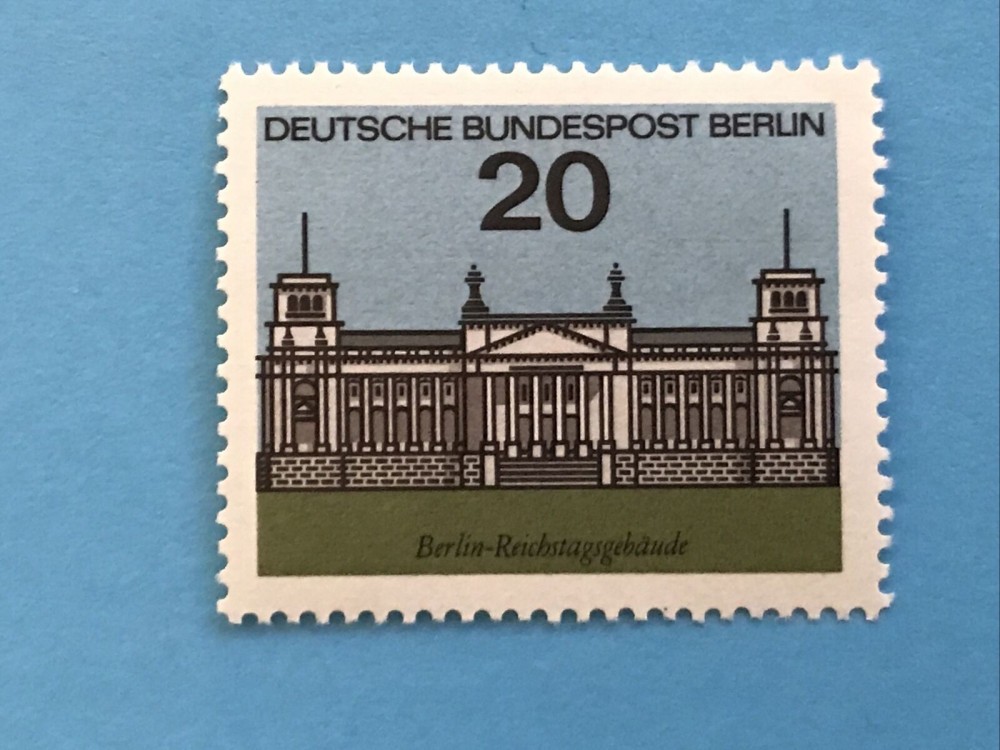 DEUTSCHE BUNDESPOST BERLIN
20
Berlin-Reichstagsgebäude